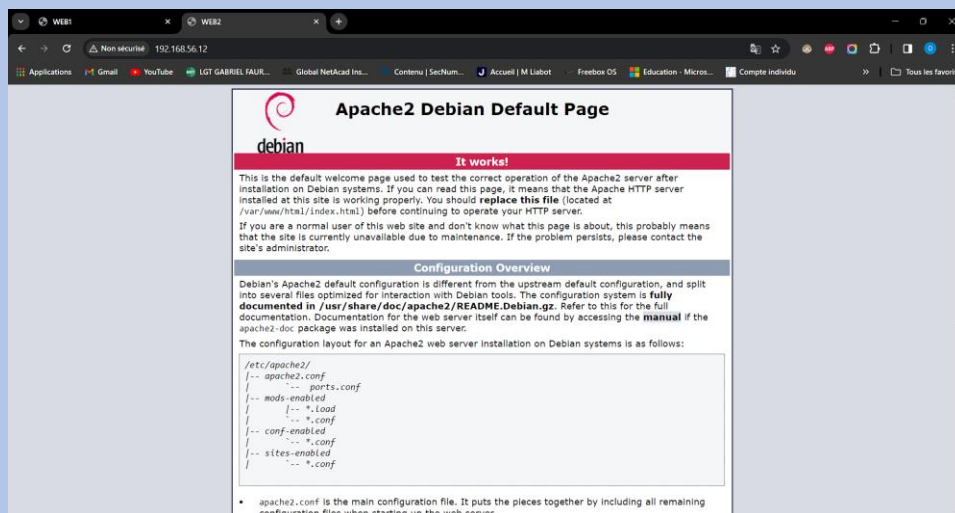 WEB1
WEB2
Non sécurisé 192.168.56.12
Applications Gmail YouTube LGT GABRIEL FAUR... Global NetAcad Ins... Contenu | SecNum... Accueil | M Liabot Freebox OS Education - Micros... Compte individu » Tous les favoris
debian
Apache2 Debian Default Page
It works!
This is the default welcome page used to test the correct operation of the Apache2 server after
installation on Debian systems. If you can read this page, it means that the Apache HTTP server
installed at this site is working properly. You should replace this file (located at
/var/www/html/index.html) before continuing to operate your HTTP server.
If you are a normal user of this web site and don't know what this page is about, this probably means
that the site is currently unavailable due to maintenance. If the problem persists, please contact the
site's administrator.
Configuration Overview
Debian's Apache2 default configuration is different from the upstream default configuration, and split
into several files optimized for interaction with Debian tools. The configuration system is fully
documented in /usr/share/doc/apache2/README.Debian.gz. Refer to this for the full
documentation. Documentation for the web server itself can be found by accessing the manual if the
apache2-doc package was installed on this server.
The configuration layout for an Apache2 web server installation on Debian systems is as follows:
/etc/apache2/
|-- apache2.conf
|       `-- ports.conf
|-- mods-enabled
|       |-- *.load
|       `-- *.conf
|-- conf-enabled
|       `-- *.conf
|-- sites-enabled
|       `-- *.conf
• apache2.conf is the main configuration file. It puts the pieces together by including all remaining
configuration files when starting up the web server.